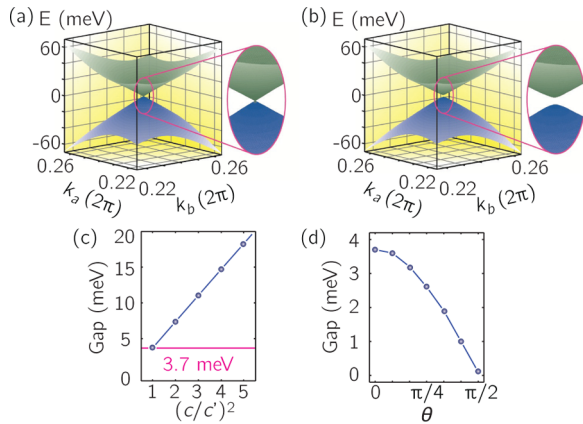 (a) E (meV)
60
0
-60
0.26
0.22
0.22
0.26
k_a (2π)
k_b (2π)
(b) E (meV)
60
0
-60
0.26
0.22
0.22
0.26
k_a (2π)
k_b (2π)
(c)
20
15
10
5
0
Gap (meV)
3.7 meV
1 2 3 4 5
(c/c')²
(d)
4
3
2
1
0
Gap (meV)
0 π/4 π/2
θ